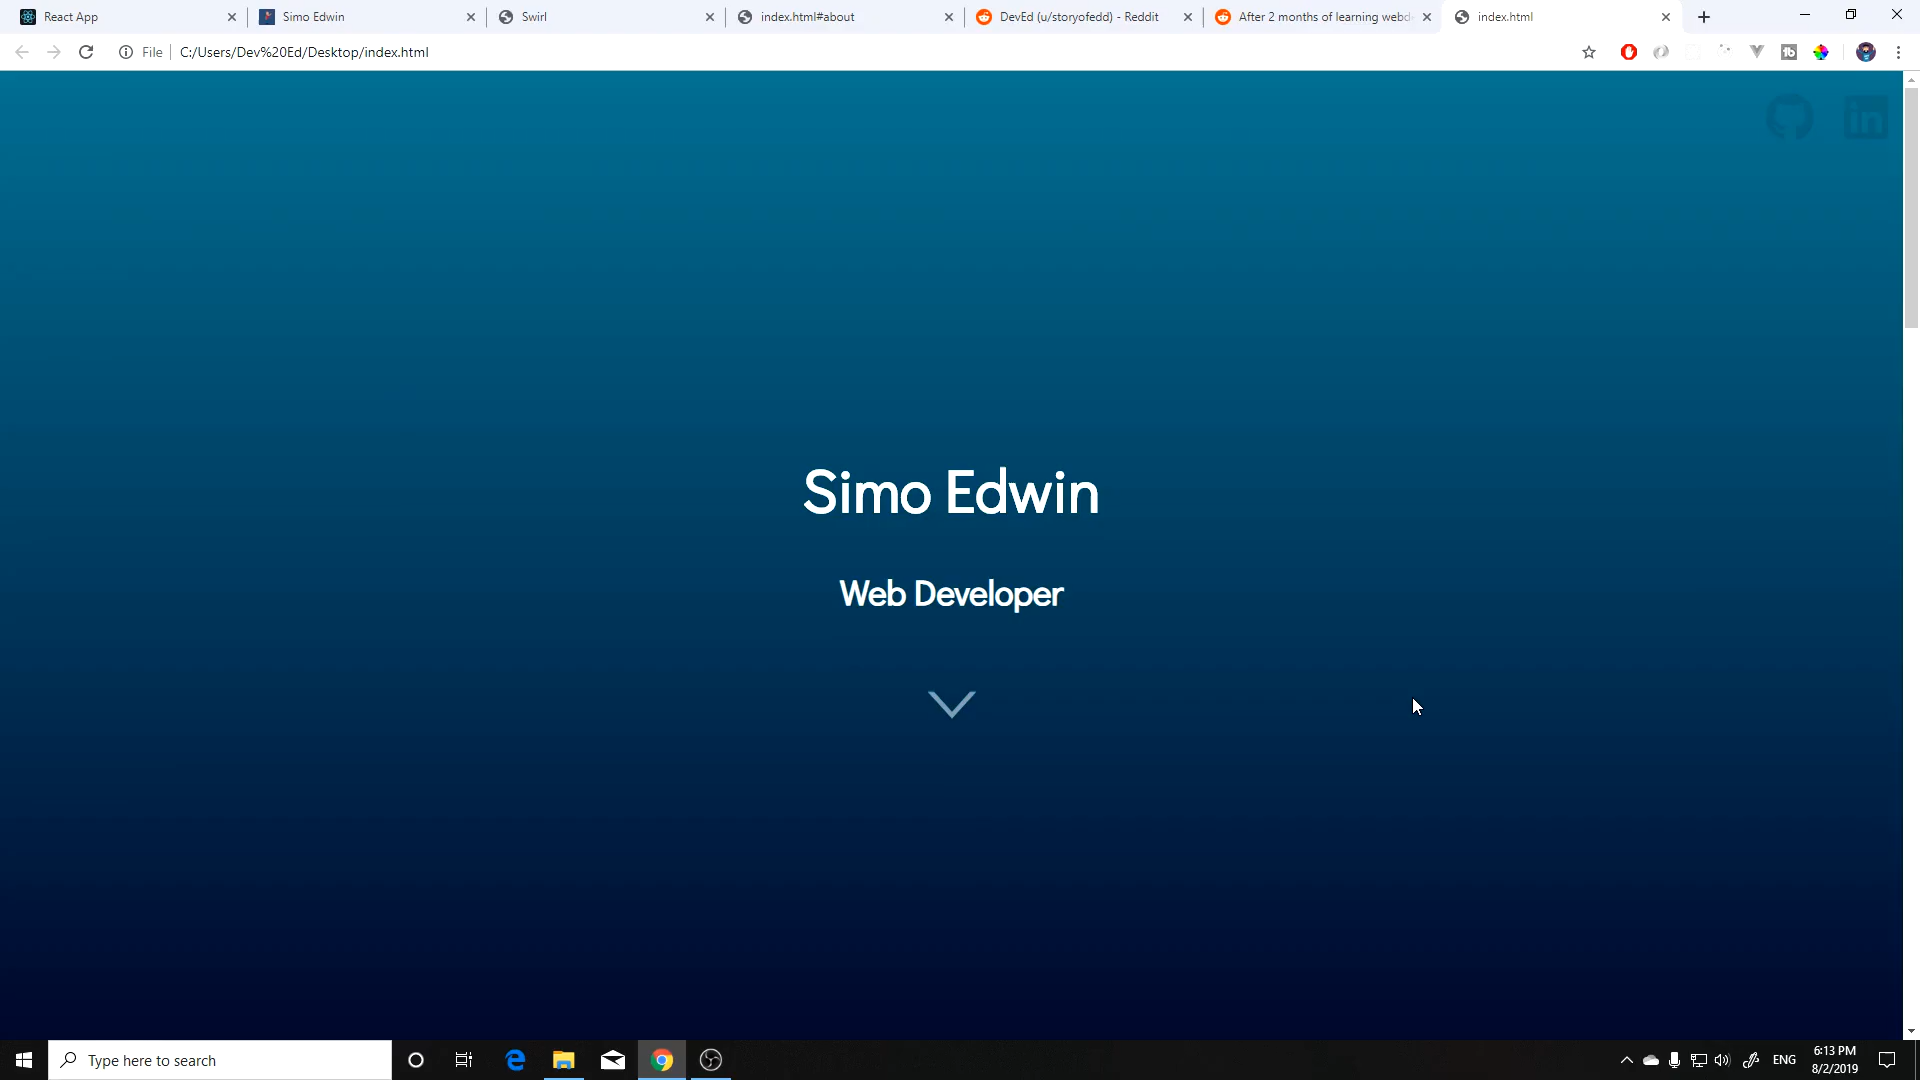 React App
Simo Edwin
Swirl
index.html#about
DevEd (u/storyofedd) - Reddit
After 2 months of learning webd
index.html
File
C:/Users/Dev%20Ed/Desktop/index.html
tb
in
Simo Edwin
Web Developer
Type here to search
ENG
6:13 PM
8/2/2019